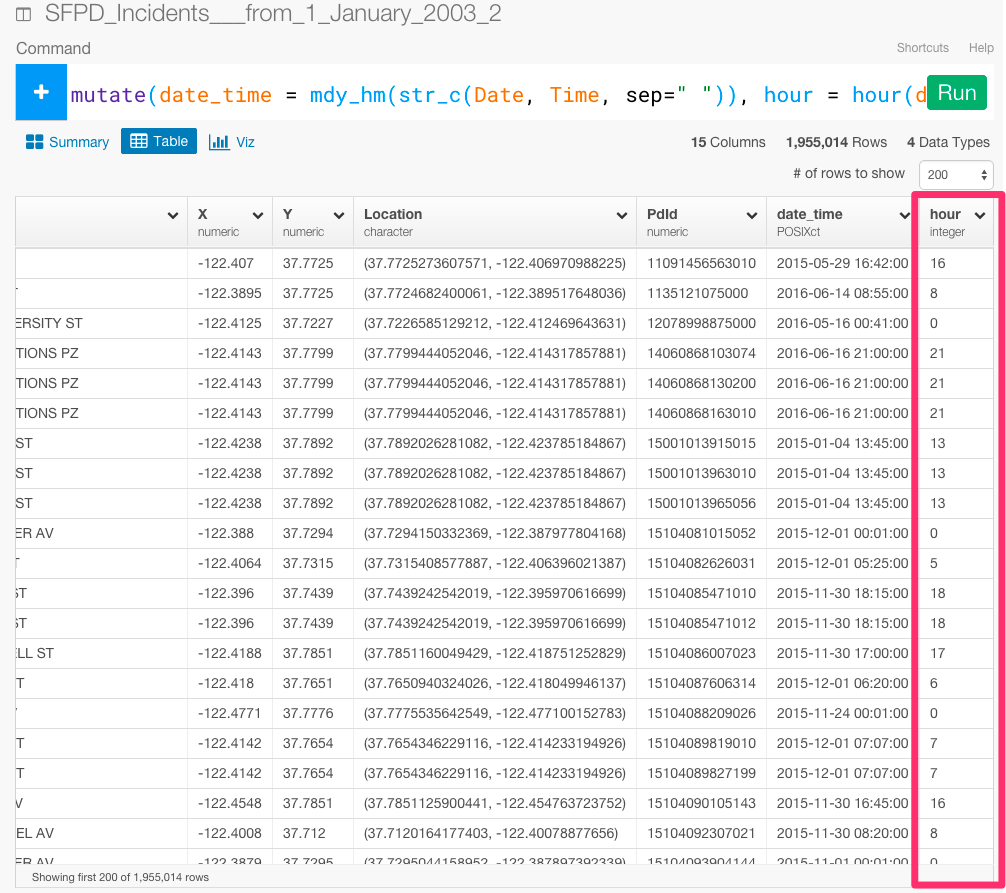 SFPD_Incidents___from_1_January_2003_2
Command
Shortcuts Help
+ mutate(date_time = mdy_hm(str_c(Date, Time, sep=" ")), hour = hour(d Run
Summary Table Viz 15 Columns 1,955,014 Rows 4 Data Types
# of rows to show 200
X Y Location PdId date_time hour
numeric numeric character numeric POSIXct integer
-122.407 37.7725 (37.7725273607571, -122.406970988225) 11091456563010 2015-05-29 16:42:00 16
-122.3895 37.7725 (37.7724682400061, -122.389517648036) 1135121075000 2016-06-14 08:55:00 8
ERSITY ST -122.4125 37.7227 (37.7226585129212, -122.412469643631) 12078998875000 2016-05-16 00:41:00 0
TIONS PZ -122.4143 37.7799 (37.7799444052046, -122.414317857881) 14060868103074 2016-06-16 21:00:00 21
TIONS PZ -122.4143 37.7799 (37.7799444052046, -122.414317857881) 14060868130200 2016-06-16 21:00:00 21
TIONS PZ -122.4143 37.7799 (37.7799444052046, -122.414317857881) 14060868163010 2016-06-16 21:00:00 21
ST -122.4238 37.7892 (37.7892026281082, -122.423785184867) 15001013915015 2015-01-04 13:45:00 13
ST -122.4238 37.7892 (37.7892026281082, -122.423785184867) 15001013963010 2015-01-04 13:45:00 13
ST -122.4238 37.7892 (37.7892026281082, -122.423785184867) 15001013965056 2015-01-04 13:45:00 13
ER AV -122.388 37.7294 (37.7294150332369, -122.387977804168) 15104081015052 2015-12-01 00:01:00 0
T -122.4064 37.7315 (37.7315408577887, -122.406396021387) 15104082626031 2015-12-01 05:25:00 5
ST -122.396 37.7439 (37.7439242542019, -122.395970616699) 15104085471010 2015-11-30 18:15:00 18
ST -122.396 37.7439 (37.7439242542019, -122.395970616699) 15104085471012 2015-11-30 18:15:00 18
ELL ST -122.4188 37.7851 (37.7851160049429, -122.418751252829) 15104086007023 2015-11-30 17:00:00 17
T -122.418 37.7651 (37.7650940324026, -122.418049946137) 15104087606314 2015-12-01 06:20:00 6
-122.4771 37.7776 (37.7775535642549, -122.477100152783) 15104088209026 2015-11-24 00:01:00 0
T -122.4142 37.7654 (37.7654346229116, -122.414233194926) 15104089819010 2015-12-01 07:07:00 7
T -122.4142 37.7654 (37.7654346229116, -122.414233194926) 15104089827199 2015-12-01 07:07:00 7
V -122.4548 37.7851 (37.7851125900441, -122.454763723752) 15104090105143 2015-11-30 16:45:00 16
EL AV -122.4008 37.712 (37.7120164177403, -122.40078877656) 15104092307021 2015-11-30 08:20:00 8
ER AV -122.3879 37.7295 (37.7295044158952, -122.387897392339) 15104093904144 2015-11-01 00:01:00 0
Showing first 200 of 1,955,014 rows